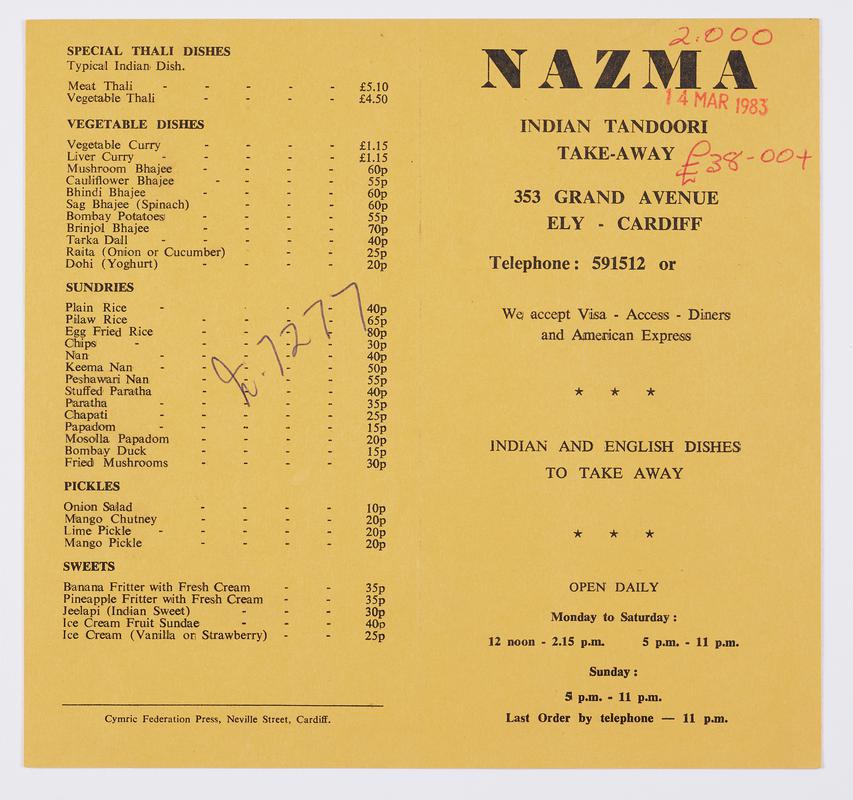 SPECIAL THALI DISHES
Typical Indian Dish.
Meat Thali - - - - - £5.10
Vegetable Thali - - - - £4.50
VEGETABLE DISHES
Vegetable Curry - - - - £1.15
Liver Curry - - - - - £1.15
Mushroom Bhajee - - - - 60p
Cauliflower Bhajee - - - - 55p
Bhindi Bhajee - - - - 60p
Sag Bhajee (Spinach) - - - - 60p
Bombay Potatoes - - - - 55p
Brinjol Bhajee - - - - 70p
Tarka Dall - - - - - 40p
Raita (Onion or Cucumber) - - - 25p
Dohi (Yoghurt) - - - - 20p
SUNDRIES
Plain Rice - - - - - 40p
Pilaw Rice - - - - 65p
Egg Fried Rice - - - - 80p
Chips - - - - - 30p
Nan - - - - 40p
Keema Nan - - - - 50p
Peshawari Nan - - - - 55p
Stuffed Paratha - - - - 40p
Paratha - - - - - 35p
Chapati - - - - 25p
Papadom - - - - 15p
Mosolla Papadom - - - - 20p
Bombay Duck - - - - 15p
Fried Mushrooms - - - - 30p
PICKLES
Onion Salad - - - - 10p
Mango Chutney - - - - 20p
Lime Pickle - - - - - 20p
Mango Pickle - - - - 20p
SWEETS
Banana Fritter with Fresh Cream - - 35p
Pineapple Fritter with Fresh Cream - - 35p
Jeelapi (Indian Sweet) - - - 30p
Ice Cream Fruit Sundae - - - 40p
Ice Cream (Vanilla or Strawberry) - - 25p
Cymric Federation Press, Neville Street, Cardiff.
2.000
NAZMA
14 MAR 1983
INDIAN TANDOORI
TAKE-AWAY
£38-00+
353 GRAND AVENUE
ELY - CARDIFF
Telephone: 591512 or
We accept Visa - Access - Diners
and American Express
* * *
INDIAN AND ENGLISH DISHES
TO TAKE AWAY
* * *
OPEN DAILY
Monday to Saturday:
12 noon - 2.15 p.m. 5 p.m. - 11 p.m.
Sunday:
5 p.m. - 11 p.m.
Last Order by telephone — 11 p.m.